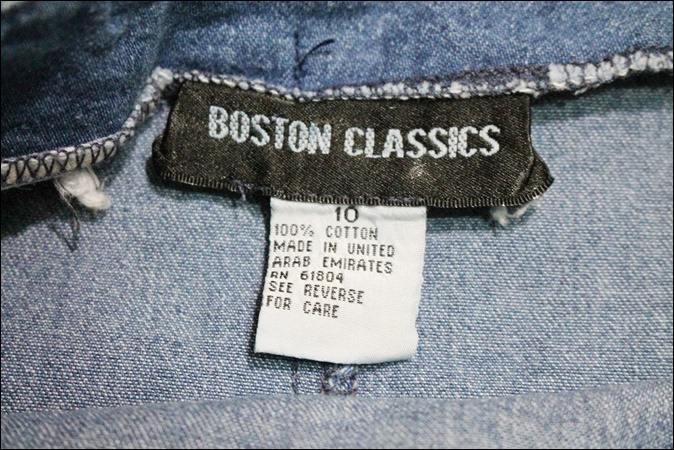 BOSTON CLASSICS
10
100% COTTON
MADE IN UNITED
ARAB EMIRATES
RN 61804
SEE REVERSE
FOR CARE